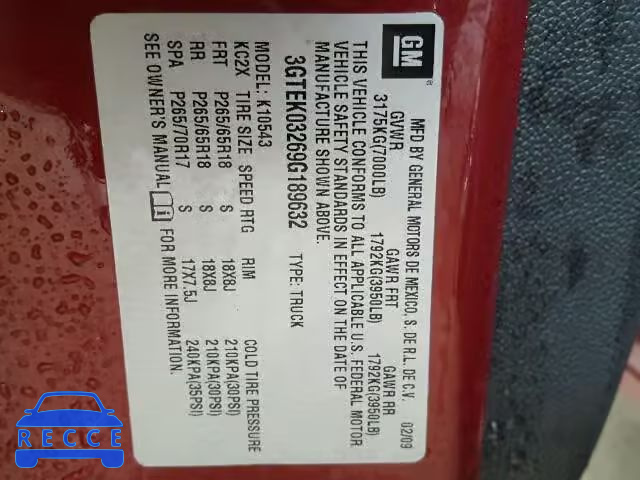 GM ®
MFD BY GENERAL MOTORS DE MEXICO, S. DE R.L. DE C.V. 02/09
GVWR GAWR FRT GAWR RR
3175KG(7000LB) 1792KG(3950LB) 1792KG(3950LB)
THIS VEHICLE CONFORMS TO ALL APPLICABLE U.S. FEDERAL MOTOR
VEHICLE SAFETY STANDARDS IN EFFECT ON THE DATE OF
MANUFACTURE SHOWN ABOVE.
3GTEK03269G189632 TYPE: TRUCK
MODEL: K10543
KC2X TIRE SIZE SPEED RTG RIM COLD TIRE PRESSURE
FRT P265/65R18 S 18X8J 210KPA(30PSI)
RR P265/65R18 S 18X8J 210KPA(30PSI)
SPA P265/70R17 S 17X7.5J 240KPA(35PSI)
SEE OWNER'S MANUAL FOR MORE INFORMATION.
RECCE